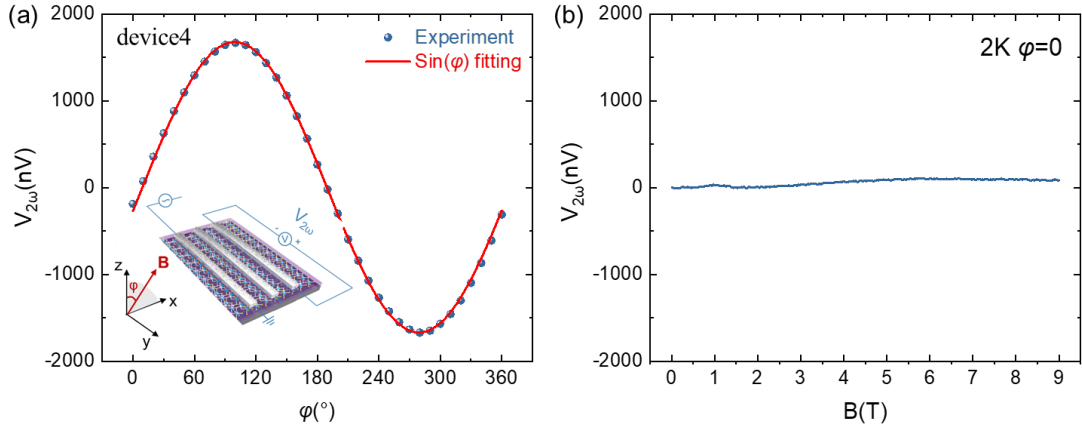 (a)
device4
Experiment
Sin(φ) fitting
2000
1000
0
-1000
-2000
V2ω(nV)
0 60 120 180 240 300 360
φ(°)
I
V2ω
- V +
z
B
φ
x
y
(b)
2K φ=0
2000
1000
0
-1000
-2000
V2ω(nV)
0 1 2 3 4 5 6 7 8 9
B(T)